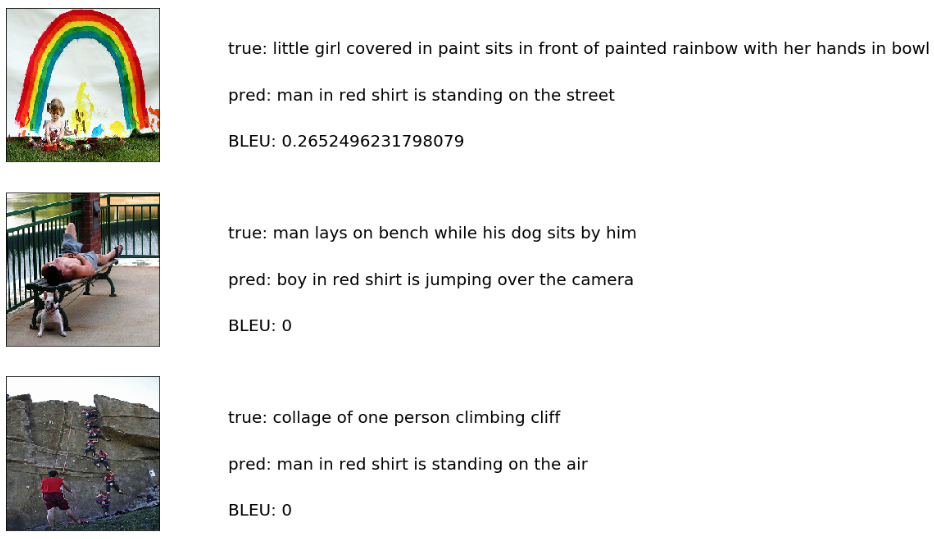 true: little girl covered in paint sits in front of painted rainbow with her hands in bowl
pred: man in red shirt is standing on the street
BLEU: 0.2652496231798079
true: man lays on bench while his dog sits by him
pred: boy in red shirt is jumping over the camera
BLEU: 0
true: collage of one person climbing cliff
pred: man in red shirt is standing on the air
BLEU: 0